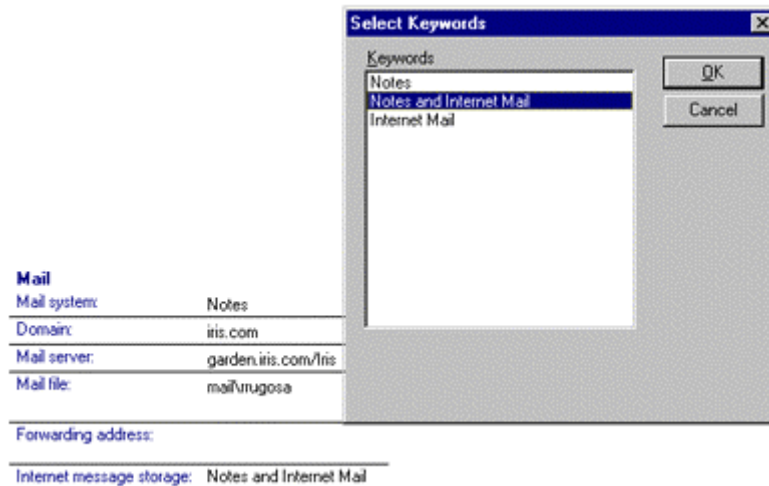 Select Keywords
Keywords
Notes
Notes and Internet Mail
Internet Mail
OK
Cancel
Mail
Mail system: Notes
Domain: iris.com
Mail server: garden.iris.com/Iris
Mail file: mail\rrugosa
Forwarding address:
Internet message storage: Notes and Internet Mail